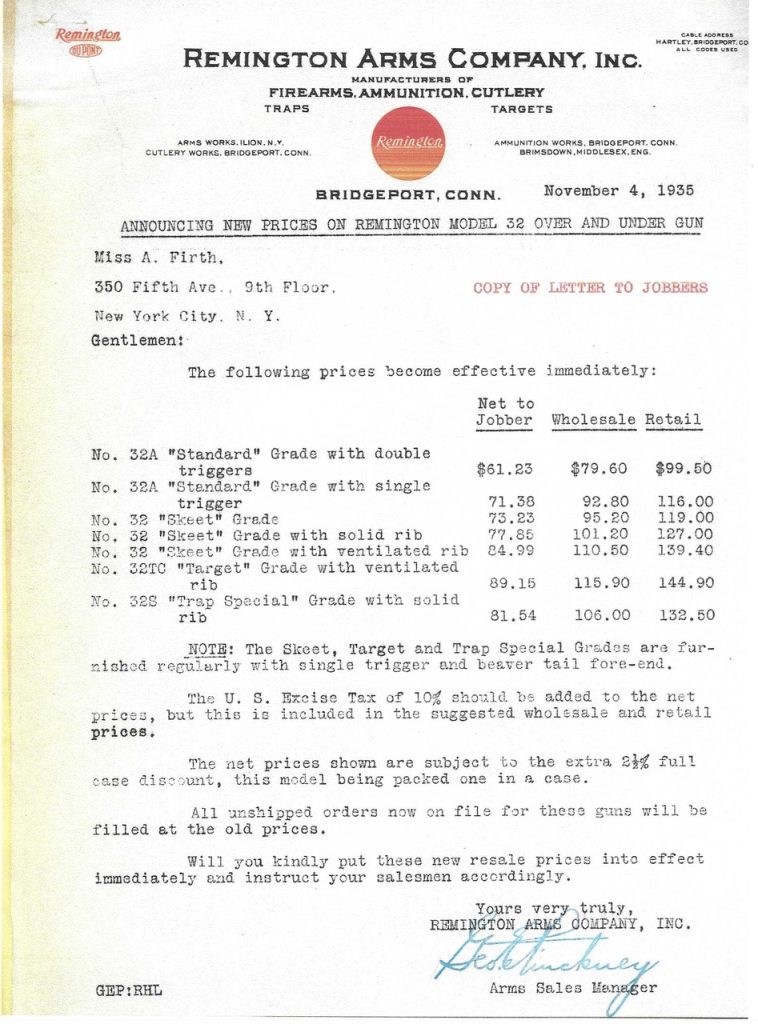 Remington
DU PONT
CABLE ADDRESS
HARTLEY, BRIDGEPORT, CO
ALL CODES USED
REMINGTON ARMS COMPANY, INC.
MANUFACTURERS OF
FIREARMS, AMMUNITION, CUTLERY
TRAPS TARGETS
Remington
ARMS WORKS, ILION, N.Y. AMMUNITION WORKS, BRIDGEPORT, CONN.
CUTLERY WORKS, BRIDGEPORT, CONN. BRIMSDOWN, MIDDLESEX, ENG.
BRIDGEPORT, CONN. November 4, 1935
ANNOUNCING NEW PRICES ON REMINGTON MODEL 32 OVER AND UNDER GUN
Miss A. Firth,
350 Fifth Ave., 9th Floor, COPY OF LETTER TO JOBBERS
New York City, N. Y.
Gentlemen:
The following prices become effective immediately:
Net to
Jobber Wholesale Retail
No. 32A "Standard" Grade with double
triggers $61.23 $79.60 $99.50
No. 32A "Standard" Grade with single
trigger 71.38 92.80 116.00
No. 32 "Skeet" Grade 73.23 95.20 119.00
No. 32 "Skeet" Grade with solid rib 77.85 101.20 127.00
No. 32 "Skeet" Grade with ventilated rib 84.99 110.50 139.40
No. 32TC "Target" Grade with ventilated
rib 89.15 115.90 144.90
No. 32S "Trap Special" Grade with solid
rib 81.54 106.00 132.50
NOTE: The Skeet, Target and Trap Special Grades are fur-
nished regularly with single trigger and beaver tail fore-end.
The U. S. Excise Tax of 10% should be added to the net
prices, but this is included in the suggested wholesale and retail
prices.
The net prices shown are subject to the extra 2½% full
case discount, this model being packed one in a case.
All unshipped orders now on file for these guns will be
filled at the old prices.
Will you kindly put these new resale prices into effect
immediately and instruct your salesmen accordingly.
Yours very truly,
REMINGTON ARMS COMPANY, INC.
Geo. E. Pinckney
GEP:RHL Arms Sales Manager